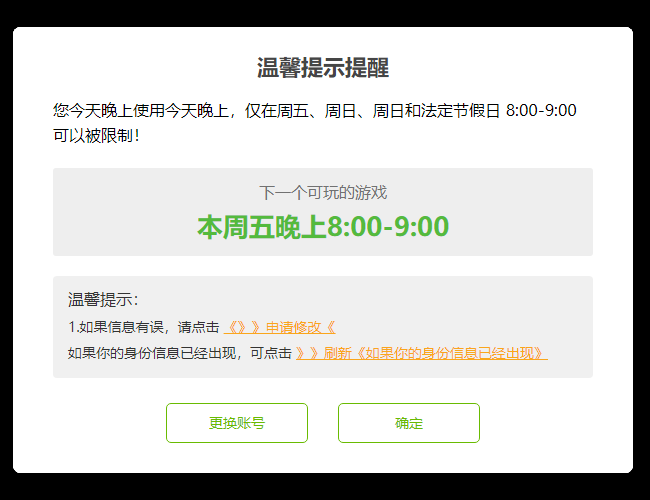 温馨提示提醒
您今天晚上使用今天晚上，仅在周五、周日、周日和法定节假日 8:00-9:00
可以被限制！
下一个可玩的游戏
本周五晚上8:00-9:00
温馨提示：
1.如果信息有误，请点击 《》》申请修改《
如果你的身份信息已经出现，可点击 》》刷新《如果你的身份信息已经出现》
更换账号
确定